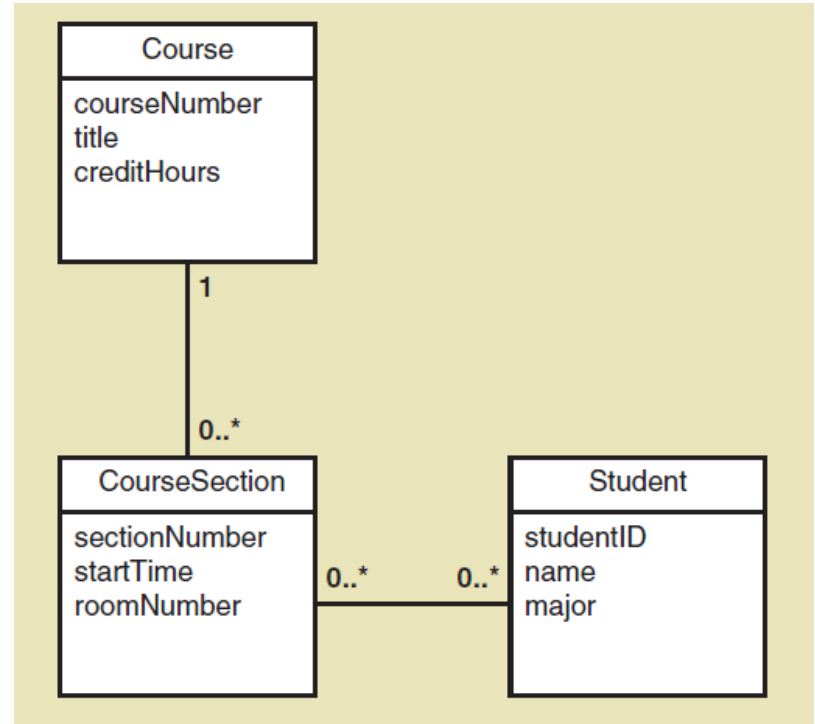 Course
courseNumber
title
creditHours
1
0..*
CourseSection
sectionNumber
startTime
roomNumber
0..*
0..*
Student
studentID
name
major